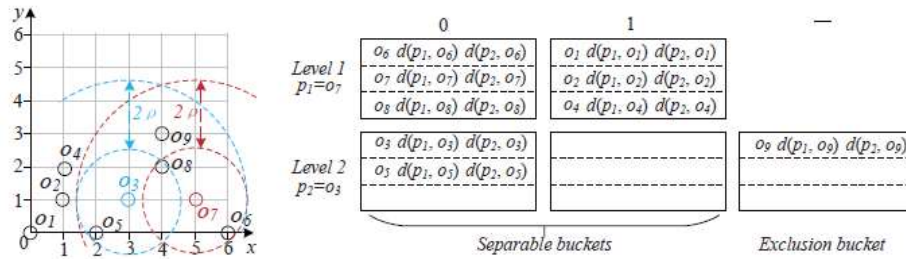 y
6
6
5
4
3
2
1
0
1
2
3
4
5
6
x
2ρ
2ρ
o9
o4
o8
o2
o3
o7
o1
o5
o6
0
1
—
Level 1
p1=o7
o6 d(p1, o6) d(p2, o6)
o7 d(p1, o7) d(p2, o7)
o8 d(p1, o8) d(p2, o8)
o1 d(p1, o1) d(p2, o1)
o2 d(p1, o2) d(p2, o2)
o4 d(p1, o4) d(p2, o4)
Level 2
p2=o3
o3 d(p1, o3) d(p2, o3)
o5 d(p1, o5) d(p2, o5)
o9 d(p1, o9) d(p2, o9)
Separable buckets
Exclusion bucket